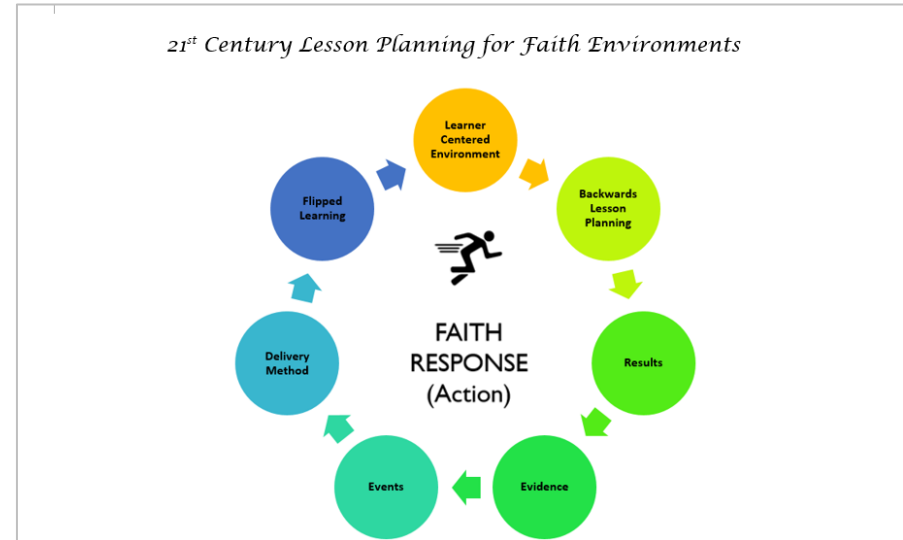 21st Century Lesson Planning for Faith Environments
Learner
Centered
Environment
Backwards
Lesson
Planning
Results
Evidence
Events
Delivery
Method
Flipped
Learning
FAITH
RESPONSE
(Action)